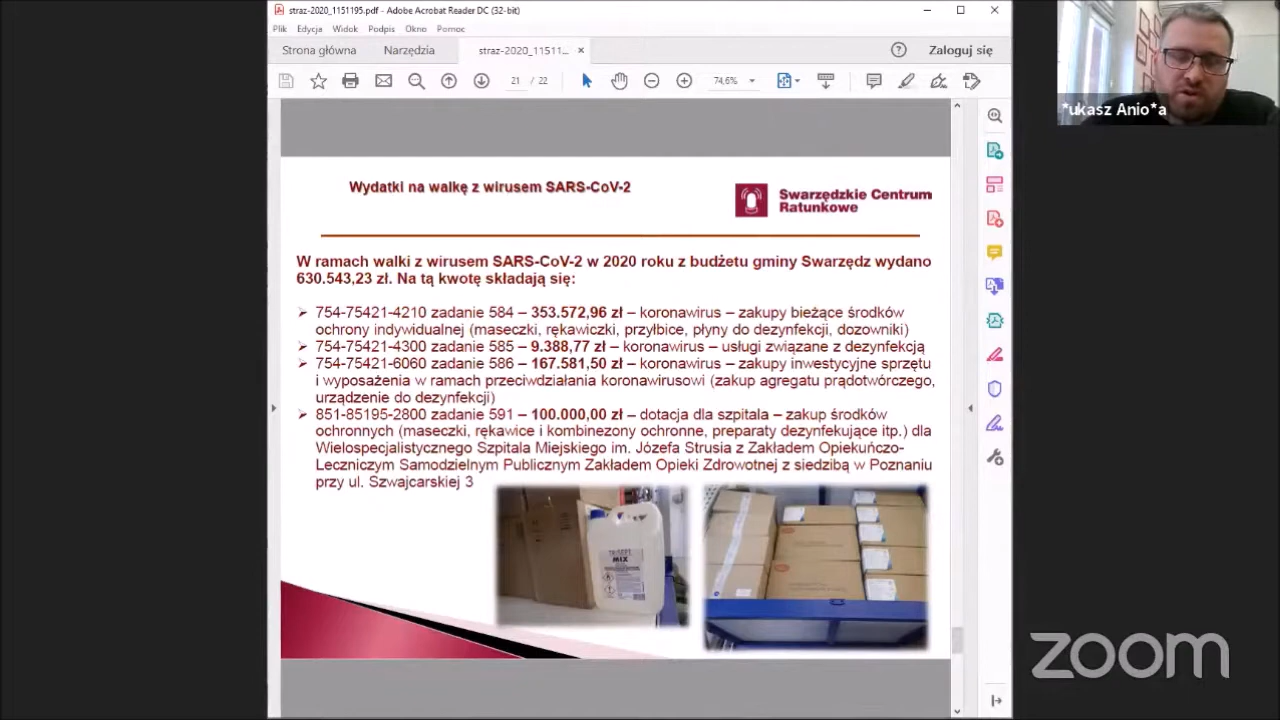 straz-2020_1151195.pdf - Adobe Acrobat Reader DC (32-bit)
Plik Edycja Widok Podpis Okno Pomoc
Strona główna Narzędzia straz-2020_11511... × Zaloguj się
21 / 22 74,6%
*ukasz Anio*a
Wydatki na walkę z wirusem SARS-CoV-2
Swarzędzkie Centrum
Ratunkowe
W ramach walki z wirusem SARS-CoV-2 w 2020 roku z budżetu gminy Swarzędz wydano
630.543,23 zł. Na tą kwotę składają się:
754-75421-4210 zadanie 584 – 353.572,96 zł – koronawirus – zakupy bieżące środków
ochrony indywidualnej (maseczki, rękawiczki, przyłbice, płyny do dezynfekcji, dozowniki)
754-75421-4300 zadanie 585 – 9.388,77 zł – koronawirus – usługi związane z dezynfekcją
754-75421-6060 zadanie 586 – 167.581,50 zł – koronawirus – zakupy inwestycyjne sprzętu
i wyposażenia w ramach przeciwdziałania koronawirusowi (zakup agregatu prądotwórczego,
urządzenie do dezynfekcji)
851-85195-2800 zadanie 591 – 100.000,00 zł – dotacja dla szpitala – zakup środków
ochronnych (maseczki, rękawice i kombinezony ochronne, preparaty dezynfekujące itp.) dla
Wielospecjalistycznego Szpitala Miejskiego im. Józefa Strusia z Zakładem Opiekuńczo-
Leczniczym Samodzielnym Publicznym Zakładem Opieki Zdrowotnej z siedzibą w Poznaniu
przy ul. Szwajcarskiej 3
MIX
zoom